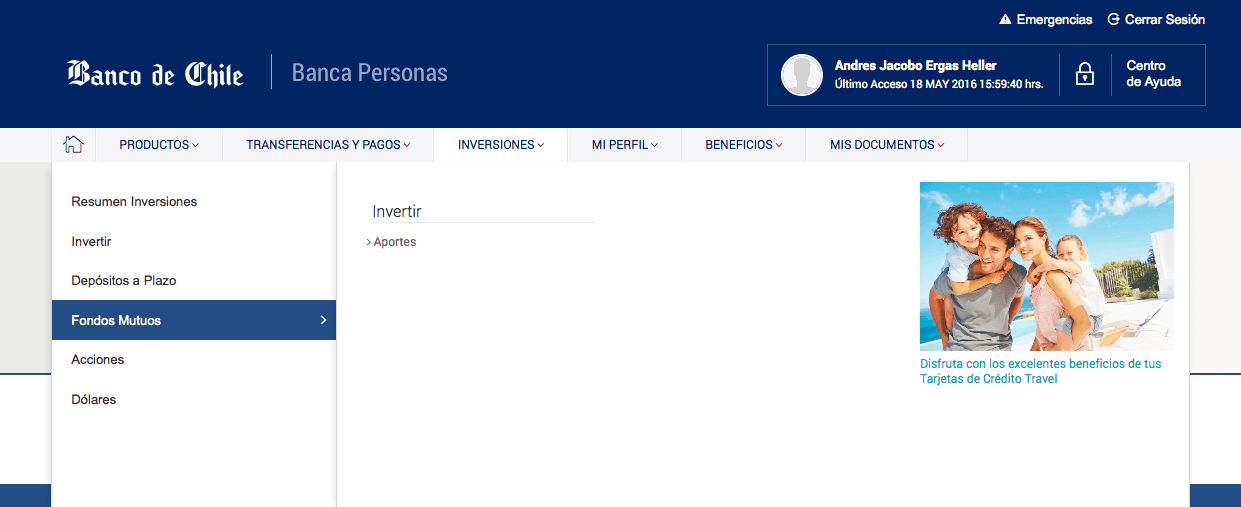 Emergencias
Cerrar Sesión
Banco de Chile
Banca Personas
Andres Jacobo Ergas Heller
Último Acceso 18 MAY 2016 15:59:40 hrs.
Centro
de Ayuda
PRODUCTOS
TRANSFERENCIAS Y PAGOS
INVERSIONES
MI PERFIL
BENEFICIOS
MIS DOCUMENTOS
Resumen Inversiones
Invertir
Depósitos a Plazo
Fondos Mutuos
Acciones
Dólares
Invertir
Aportes
Disfruta con los excelentes beneficios de tus
Tarjetas de Crédito Travel